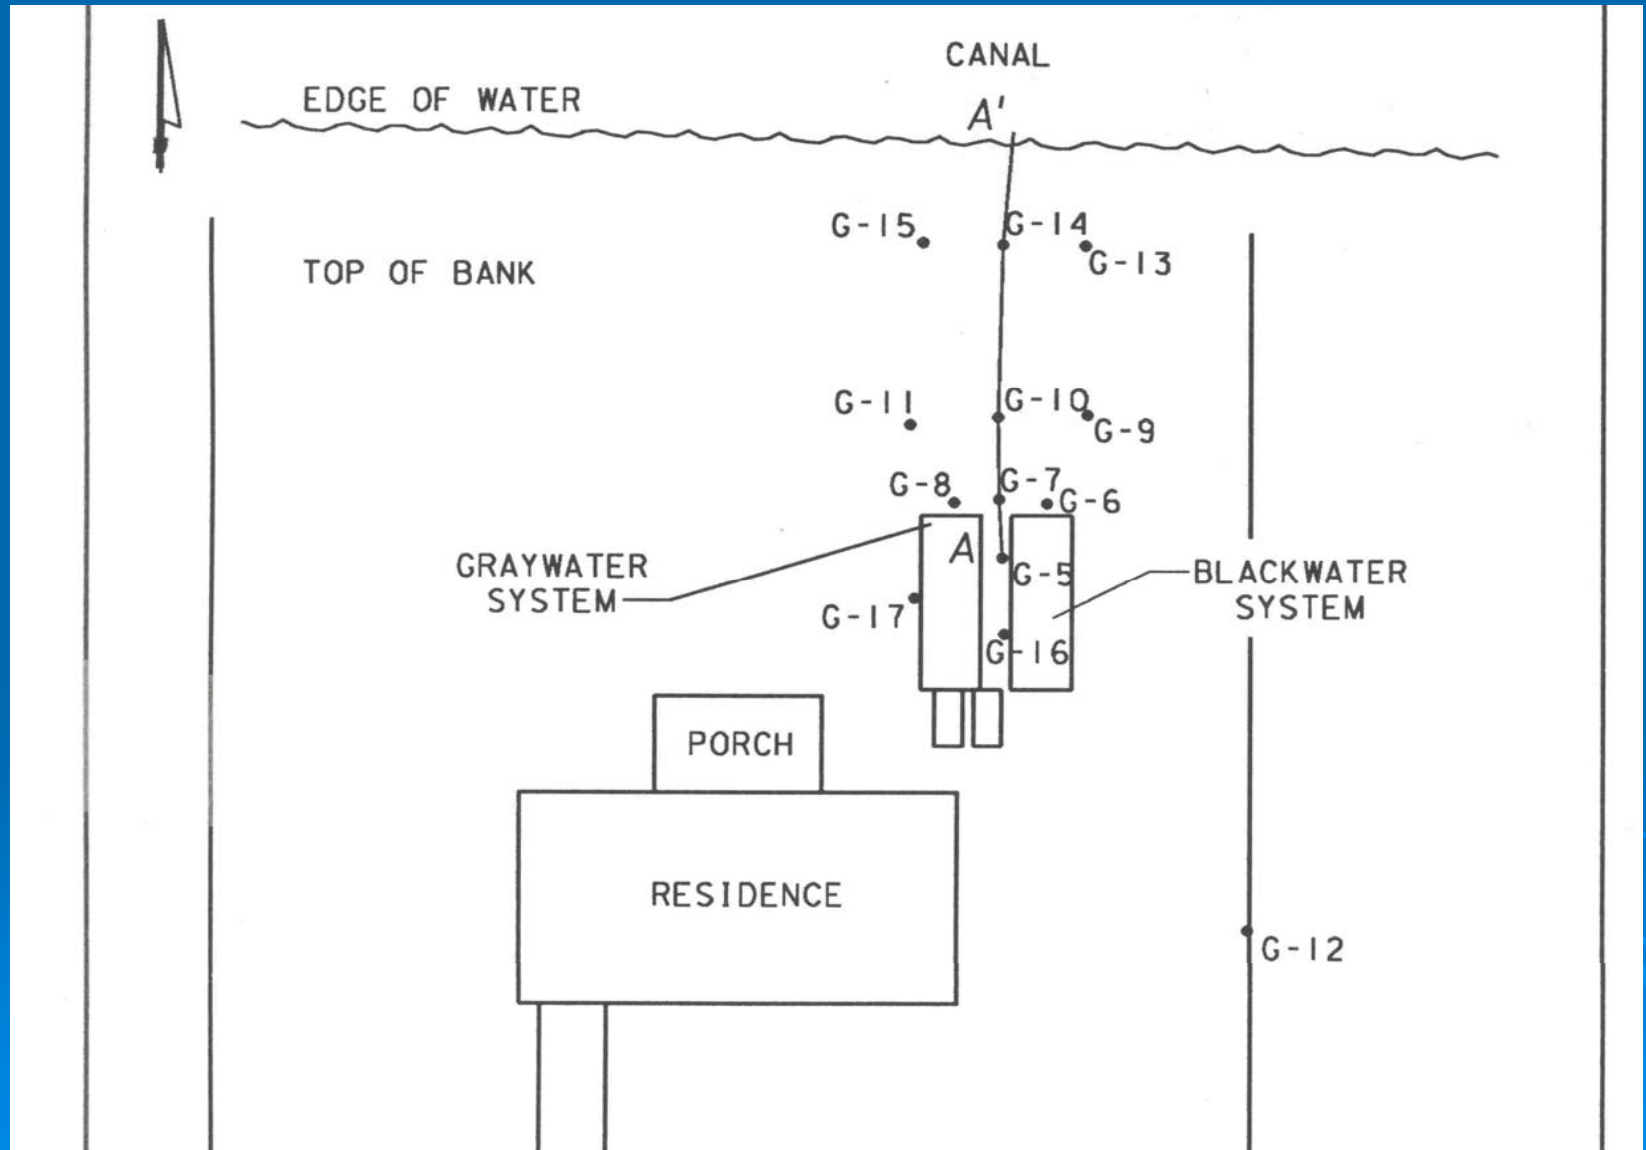 CANAL
A'
EDGE OF WATER
G-15
G-14
G-13
TOP OF BANK
G-11
G-10
G-9
G-8
G-7
G-6
A
GRAYWATER
SYSTEM
G-5
BLACKWATER
SYSTEM
G-17
G-16
PORCH
RESIDENCE
G-12